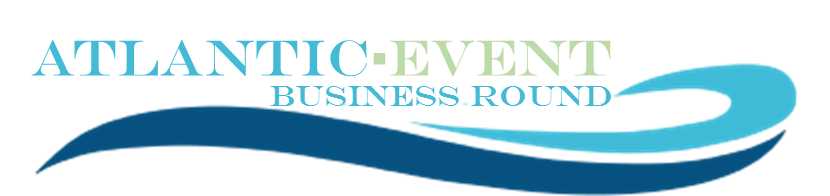 ATLANTIC▪EVENT
BUSINESS ROUND